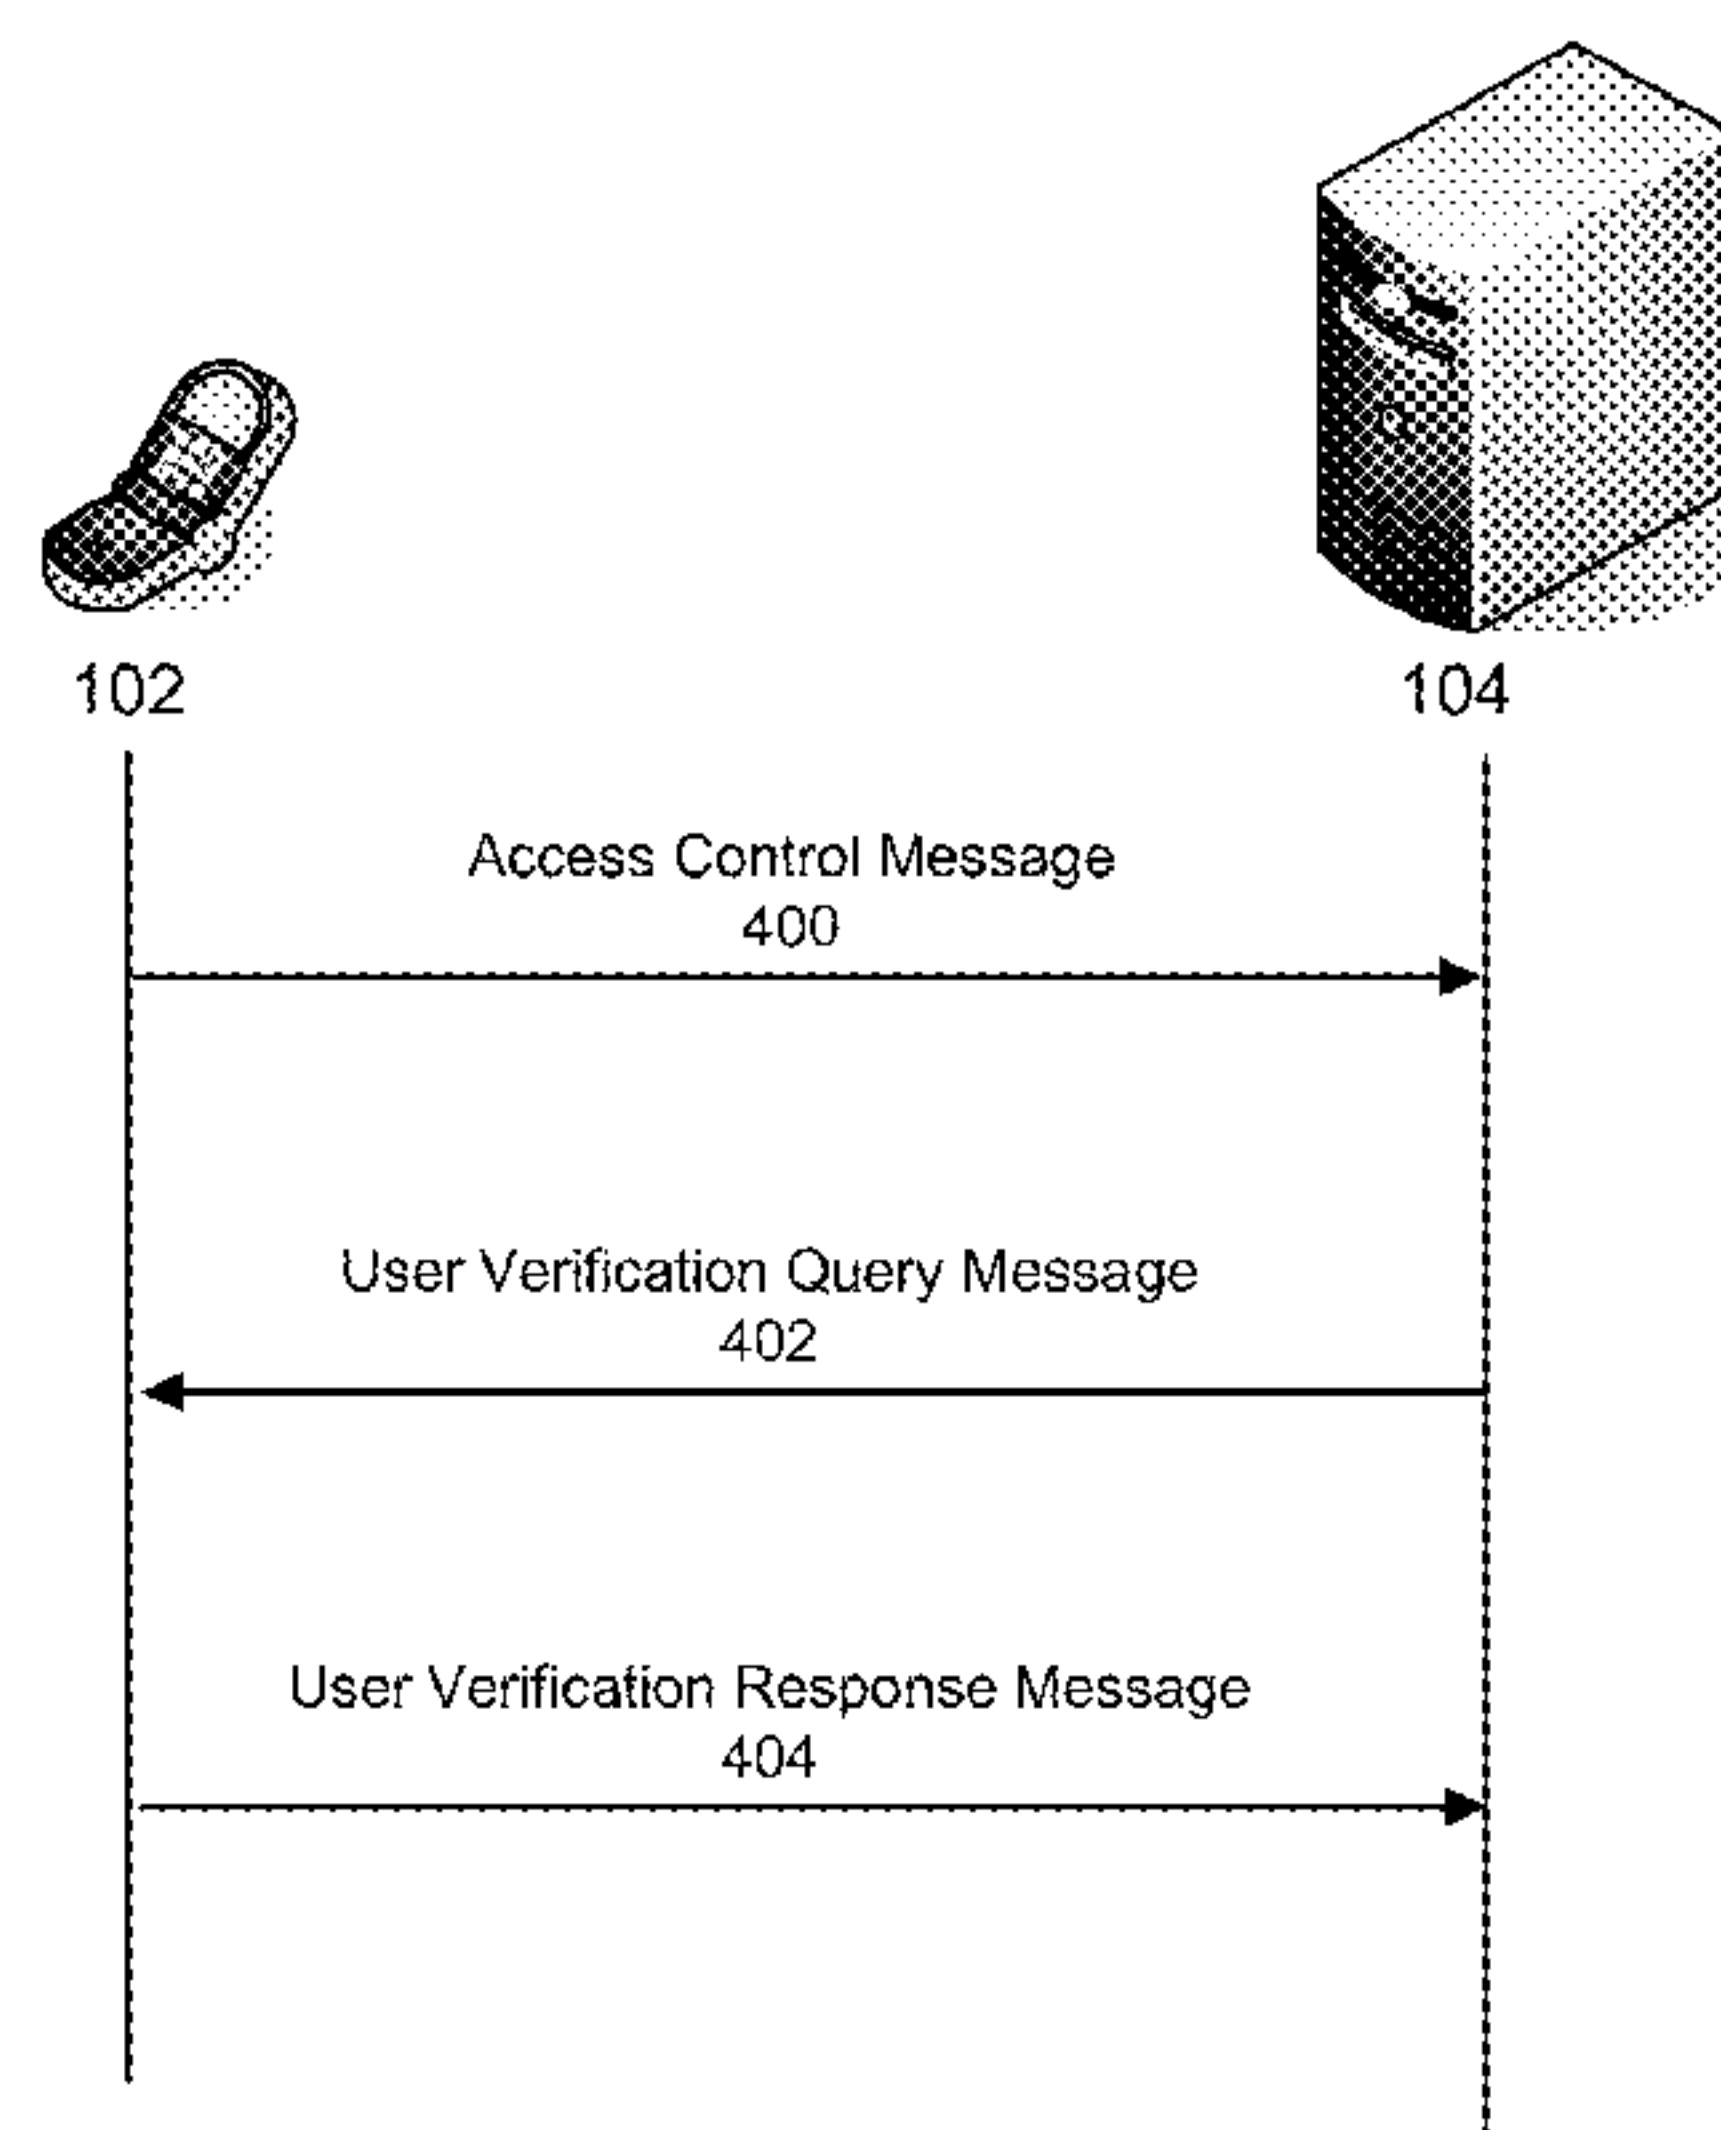 102
104
Access Control Message
400
User Verification Query Message
402
User Verification Response Message
404